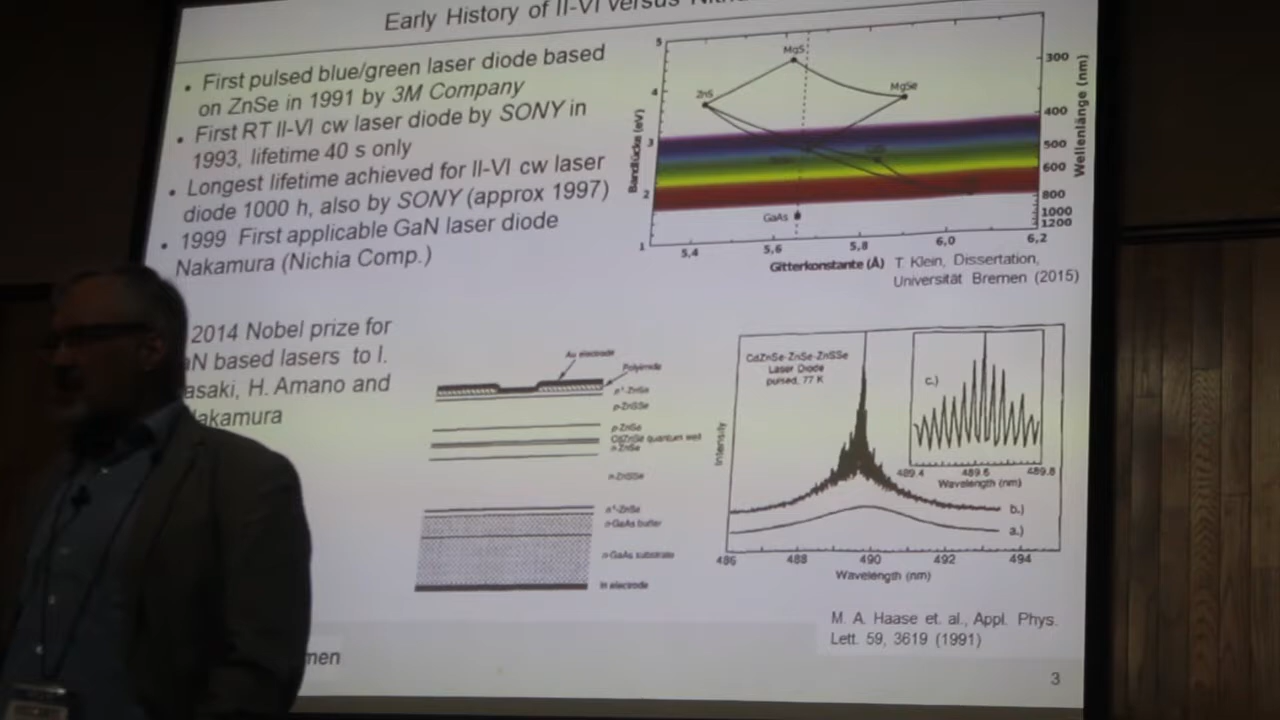 Early History of II-VI versus
First pulsed blue/green laser diode based
on ZnSe in 1991 by 3M Company
First RT II-VI cw laser diode by SONY in
1993, lifetime 40 s only
Longest lifetime achieved for II-VI cw laser
diode 1000 h, also by SONY (approx 1997)
1999 First applicable GaN laser diode
Nakamura (Nichia Comp.)
2014 Nobel prize for
aN based lasers to I.
asaki, H. Amano and
akamura
5
4
3
2
1
Bandlücke (eV)
MgS
ZnS
MgSe
GaAs
300
400
500
600
800
1000
1200
Wellenlänge (nm)
5,4
5,6
5,8
6,0
6,2
Gitterkonstante (Å)
T. Klein, Dissertation,
Universität Bremen (2015)
Au electrode
Polyimide
p⁺-ZnSe
p-ZnSSe
p-ZnSe
CdZnSe quantum well
n-ZnSe
n-ZnSSe
n⁺-ZnSe
n-GaAs buffer
n-GaAs substrate
In electrode
CdZnSe-ZnSe-ZnSSe
Laser Diode
pulsed, 77 K
c.)
489.4
489.6
489.8
Wavelength (nm)
b.)
a.)
Intensity
486
488
490
492
494
Wavelength (nm)
M. A. Haase et. al., Appl. Phys.
Lett. 59, 3619 (1991)
men
3